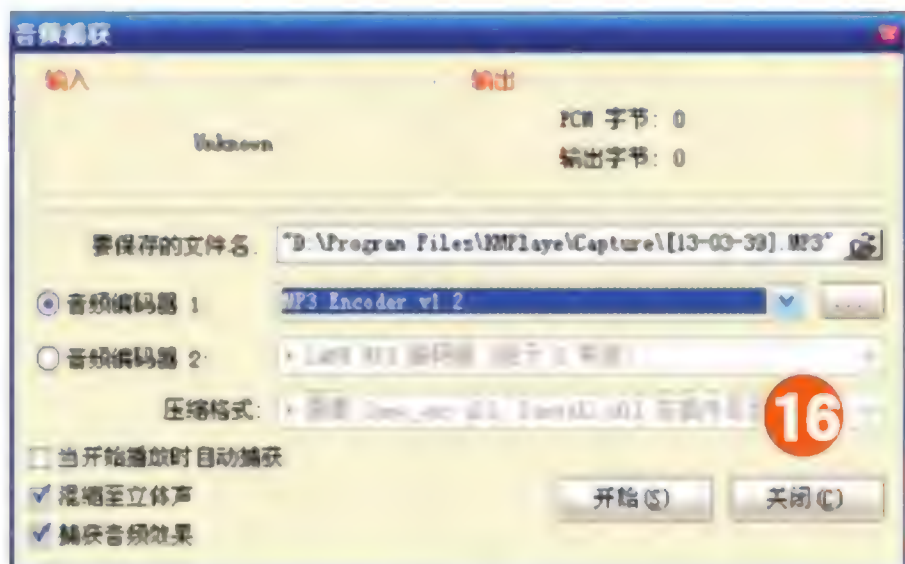 音频捕获
输入
输出
Unknown
PCM 字节: 0
输出字节: 0
要保存的文件名:
"D:\Program Files\KMPlaye\Capture\[13-03-39].MP3"
音频编码器 1
MP3 Encoder v1.2
...
音频编码器 2:
压缩格式:
16
当开始播放时自动捕获
混缩至立体声
捕获音频效果
开始(S)
关闭(C)